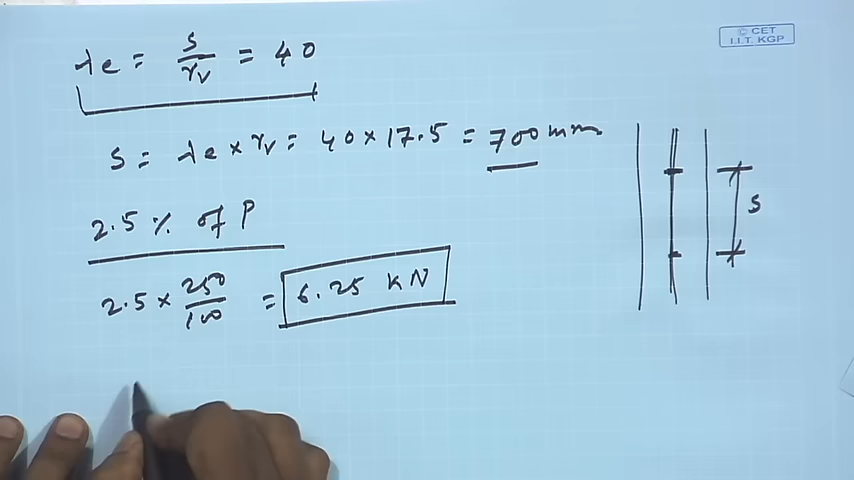 © CET
I.I.T. KGP
λe = S/rv = 40
S = λe × rv = 40 × 17.5 = 700 mm
2.5 % of P
2.5 × 250/100 = 6.25 KN
S